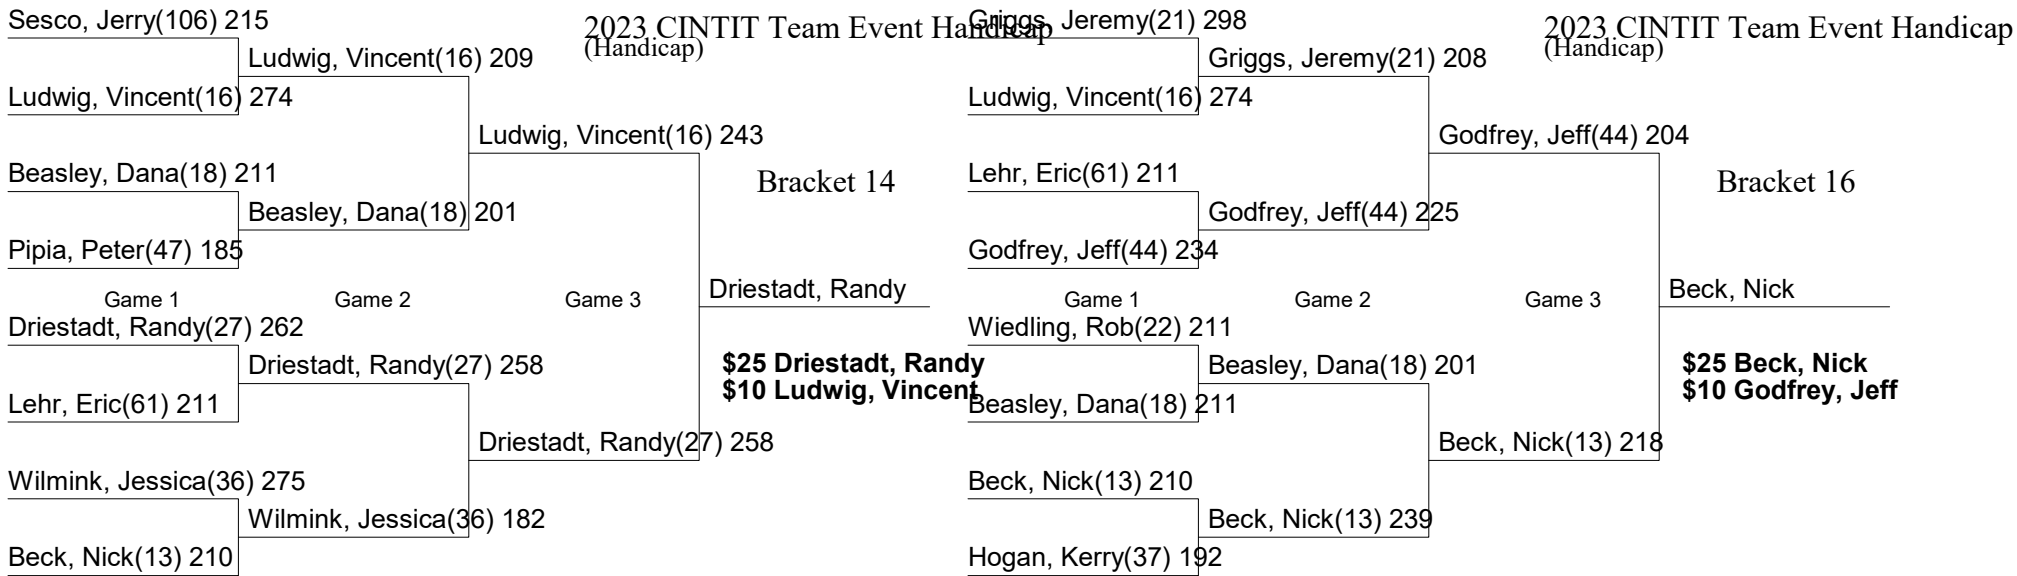 2023 CINTIT Team Event Handicap
(Handicap)
Bracket 14
Sesco, Jerry(106) 215
Ludwig, Vincent(16) 209
Ludwig, Vincent(16) 274
Ludwig, Vincent(16) 243
Beasley, Dana(18) 211
Beasley, Dana(18) 201
Pipia, Peter(47) 185
Game 1
Game 2
Game 3
Driestadt, Randy
Driestadt, Randy(27) 262
Driestadt, Randy(27) 258
$25 Driestadt, Randy
$10 Ludwig, Vincent
Lehr, Eric(61) 211
Driestadt, Randy(27) 258
Wilmink, Jessica(36) 275
Wilmink, Jessica(36) 182
Beck, Nick(13) 210
2023 CINTIT Team Event Handicap
(Handicap)
Bracket 16
Griggs, Jeremy(21) 298
Griggs, Jeremy(21) 208
Ludwig, Vincent(16) 274
Godfrey, Jeff(44) 204
Lehr, Eric(61) 211
Godfrey, Jeff(44) 225
Godfrey, Jeff(44) 234
Game 1
Game 2
Game 3
Beck, Nick
Wiedling, Rob(22) 211
Beasley, Dana(18) 201
$25 Beck, Nick
$10 Godfrey, Jeff
Beasley, Dana(18) 211
Beck, Nick(13) 218
Beck, Nick(13) 210
Beck, Nick(13) 239
Hogan, Kerry(37) 192